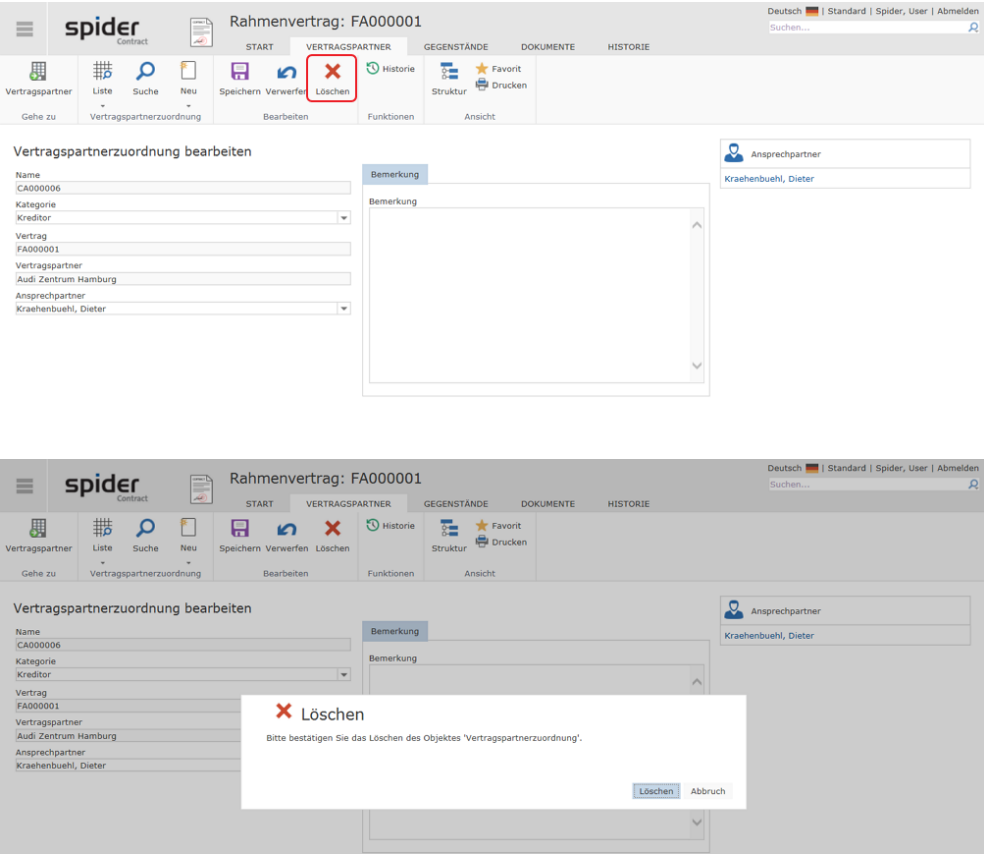 Deutsch | Standard | Spider, User | Abmelden
spider
Contract
Rahmenvertrag: FA000001
Suchen...
START VERTRAGSPARTNER GEGENSTÄNDE DOKUMENTE HISTORIE
Vertragspartner Liste Suche Neu Speichern Verwerfen Löschen Historie Struktur Favorit
Drucken
Gehe zu Vertragspartnerzuordnung Bearbeiten Funktionen Ansicht
Vertragspartnerzuordnung bearbeiten
Name
CA000006
Kategorie
Kreditor
Vertrag
FA000001
Vertragspartner
Audi Zentrum Hamburg
Ansprechpartner
Kraehenbuehl, Dieter
Bemerkung
Bemerkung
Ansprechpartner
Kraehenbuehl, Dieter
Deutsch | Standard | Spider, User | Abmelden
spider
Contract
Rahmenvertrag: FA000001
Suchen...
START VERTRAGSPARTNER GEGENSTÄNDE DOKUMENTE HISTORIE
Vertragspartner Liste Suche Neu Speichern Verwerfen Löschen Historie Struktur Favorit
Drucken
Gehe zu Vertragspartnerzuordnung Bearbeiten Funktionen Ansicht
Vertragspartnerzuordnung bearbeiten
Name
CA000006
Kategorie
Kreditor
Vertrag
FA000001
Vertragspartner
Audi Zentrum Hamburg
Ansprechpartner
Kraehenbuehl, Dieter
Bemerkung
Bemerkung
Ansprechpartner
Kraehenbuehl, Dieter
Löschen
Bitte bestätigen Sie das Löschen des Objektes 'Vertragspartnerzuordnung'.
Löschen Abbruch